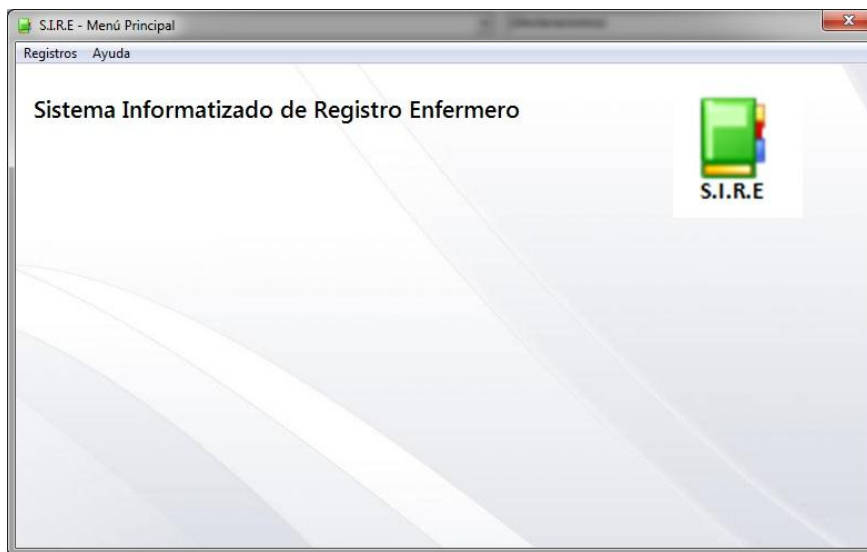 S.I.R.E - Menú Principal
Registros Ayuda
Sistema Informatizado de Registro Enfermero
S.I.R.E